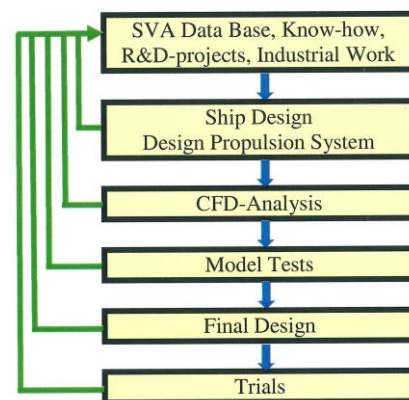 SVA Data Base, Know-how,
R&D-projects, Industrial Work
Ship Design
Design Propulsion System
CFD-Analysis
Model Tests
Final Design
Trials